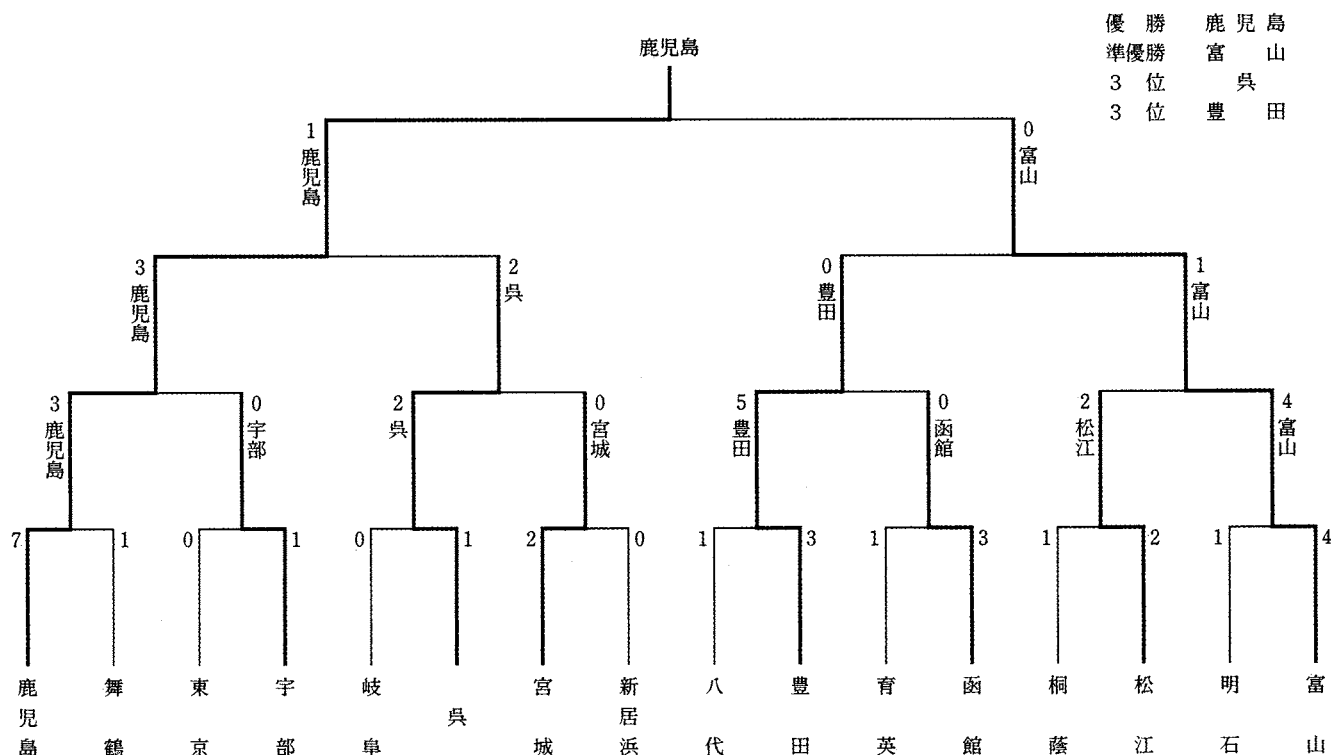 優勝 鹿児島
準優勝 富山
3位 呉
3位 豊田
鹿児島
1 鹿児島
0 富山
3 鹿児島
2 呉
0 豊田
1 富山
3 鹿児島
0 宇部
2 呉
0 宮城
5 豊田
0 函館
2 松江
4 富山
7 1 0 1 0 1 2 0 1 3 1 3 1 2 1 4
鹿児島
舞鶴
東京
宇部
岐阜
呉
宮城
新居浜
八代
豊田
育英
函館
桐蔭
松江
明石
富山